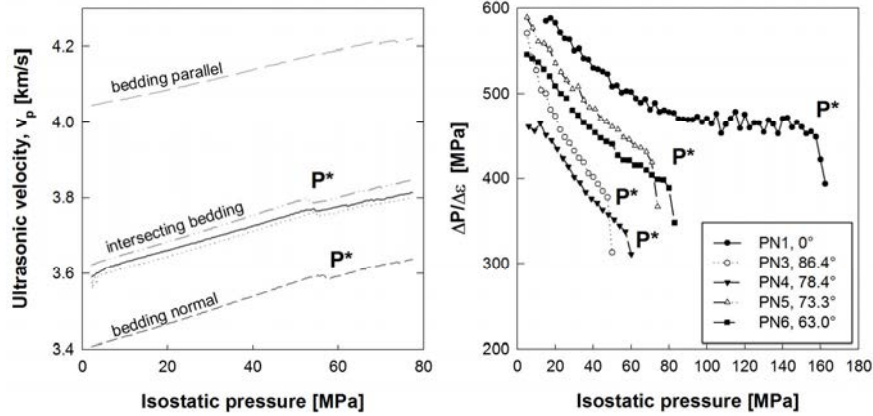 4.2
4.0
3.8
3.6
3.4
Ultrasonic velocity, vp [km/s]
bedding parallel
P*
intersecting bedding
P*
bedding normal
0 20 40 60 80
Isostatic pressure [MPa]
600
500
400
300
200
ΔP/Δε [MPa]
P*
P*
P*
P*
PN1, 0°
PN3, 86.4°
PN4, 78.4°
PN5, 73.3°
PN6, 63.0°
0 20 40 60 80 100 120 140 160 180
Isostatic pressure [MPa]